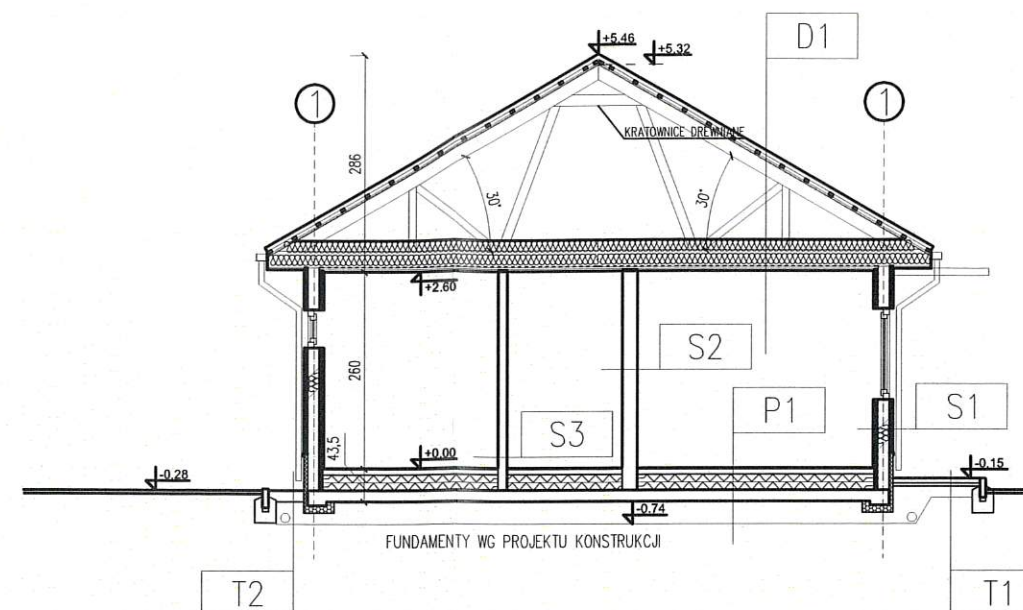 +5.46
+5.32
D1
1
1
KRATOWNICE DREWNIANE
286
30°
30°
+2.60
S2
260
P1
S1
S3
43,5
+0,00
-0.28
-0.15
-0.74
FUNDAMENTY WG PROJEKTU KONSTRUKCJI
T2
T1